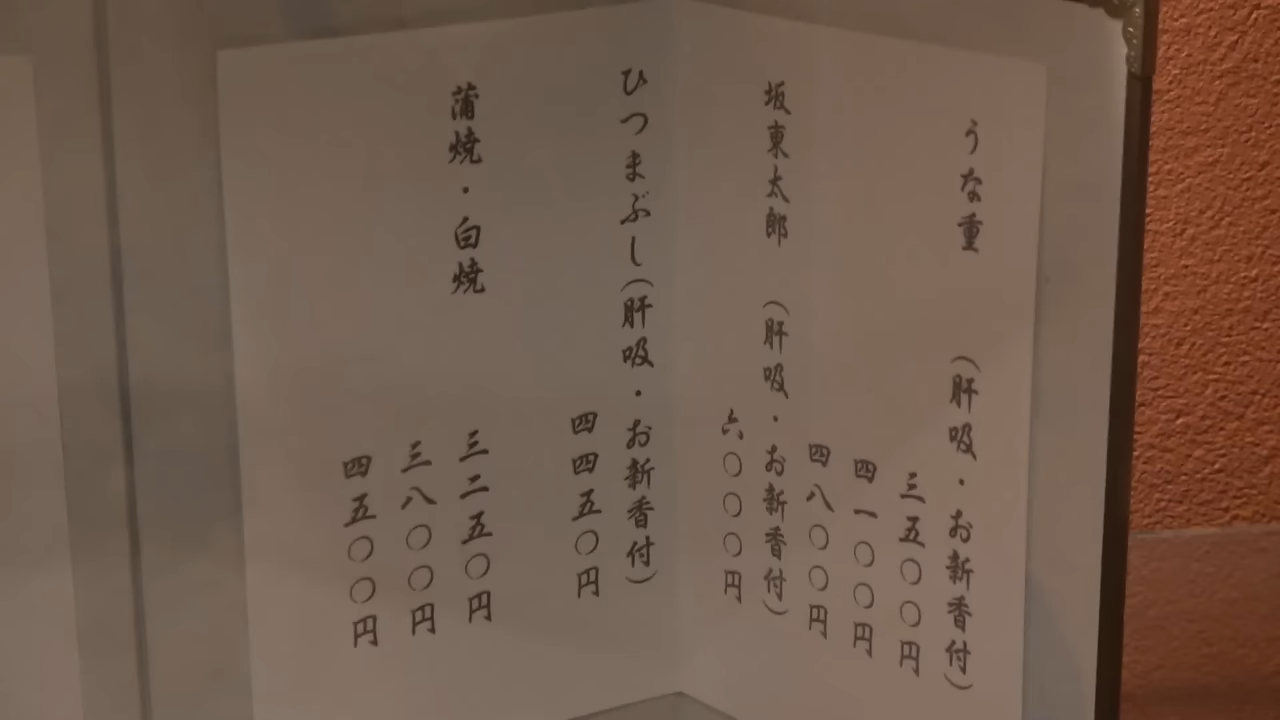 うな重 (肝吸・お新香付)
三五〇〇円
四一〇〇円
四八〇〇円
坂東太郎 (肝吸・お新香付)
六〇〇〇円
ひつまぶし(肝吸・お新香付)
四四五〇円
蒲焼・白焼
三二五〇円
三八〇〇円
四五〇〇円